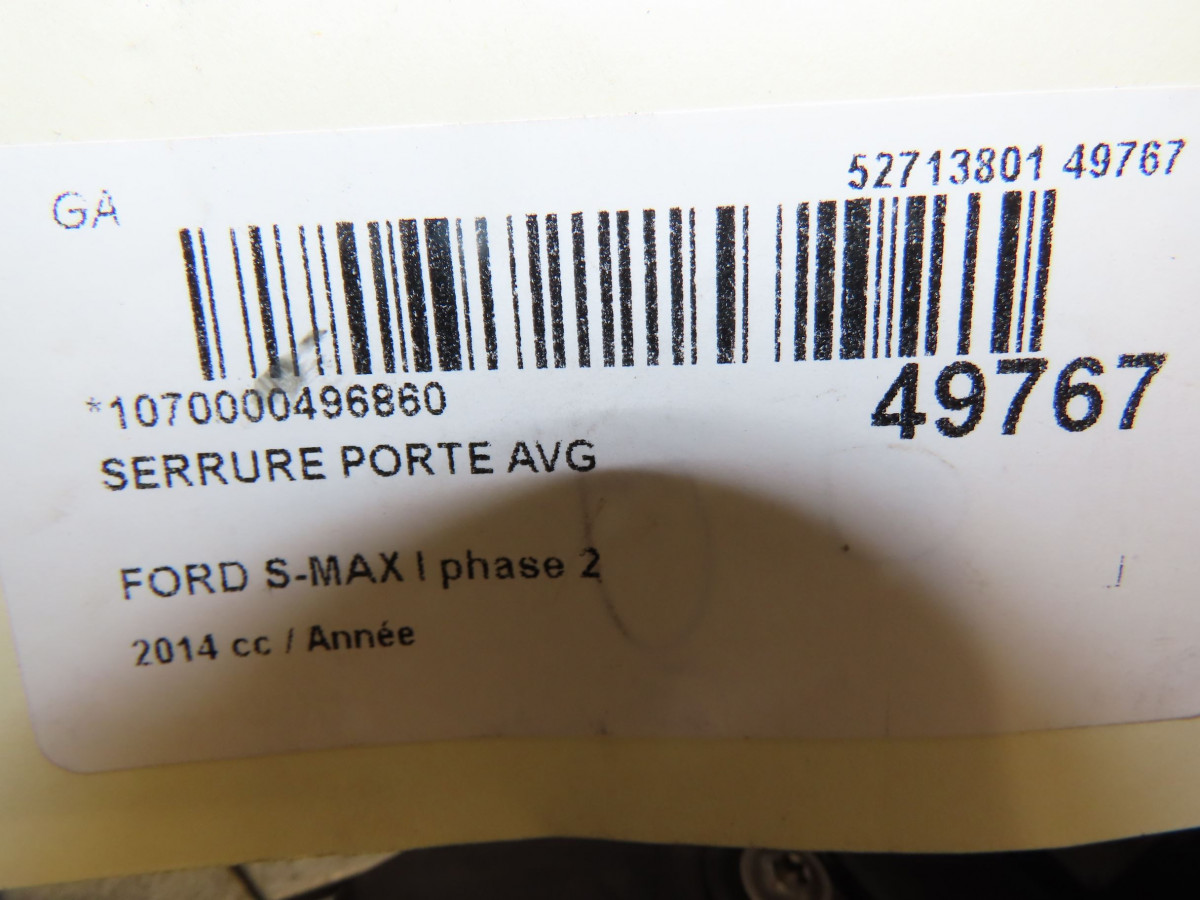 52713801 49767
GA
*1070000496860
49767
SERRURE PORTE AVG
FORD S-MAX I phase 2
2014 cc / Année